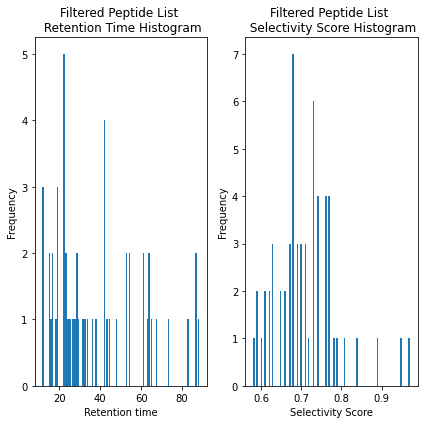 Filtered Peptide List
Retention Time Histogram
Frequency
5
4
3
2
1
0
20
40
60
80
Retention time
Filtered Peptide List
Selectivity Score Histogram
Frequency
7
6
5
4
3
2
1
0
0.6
0.7
0.8
0.9
Selectivity Score